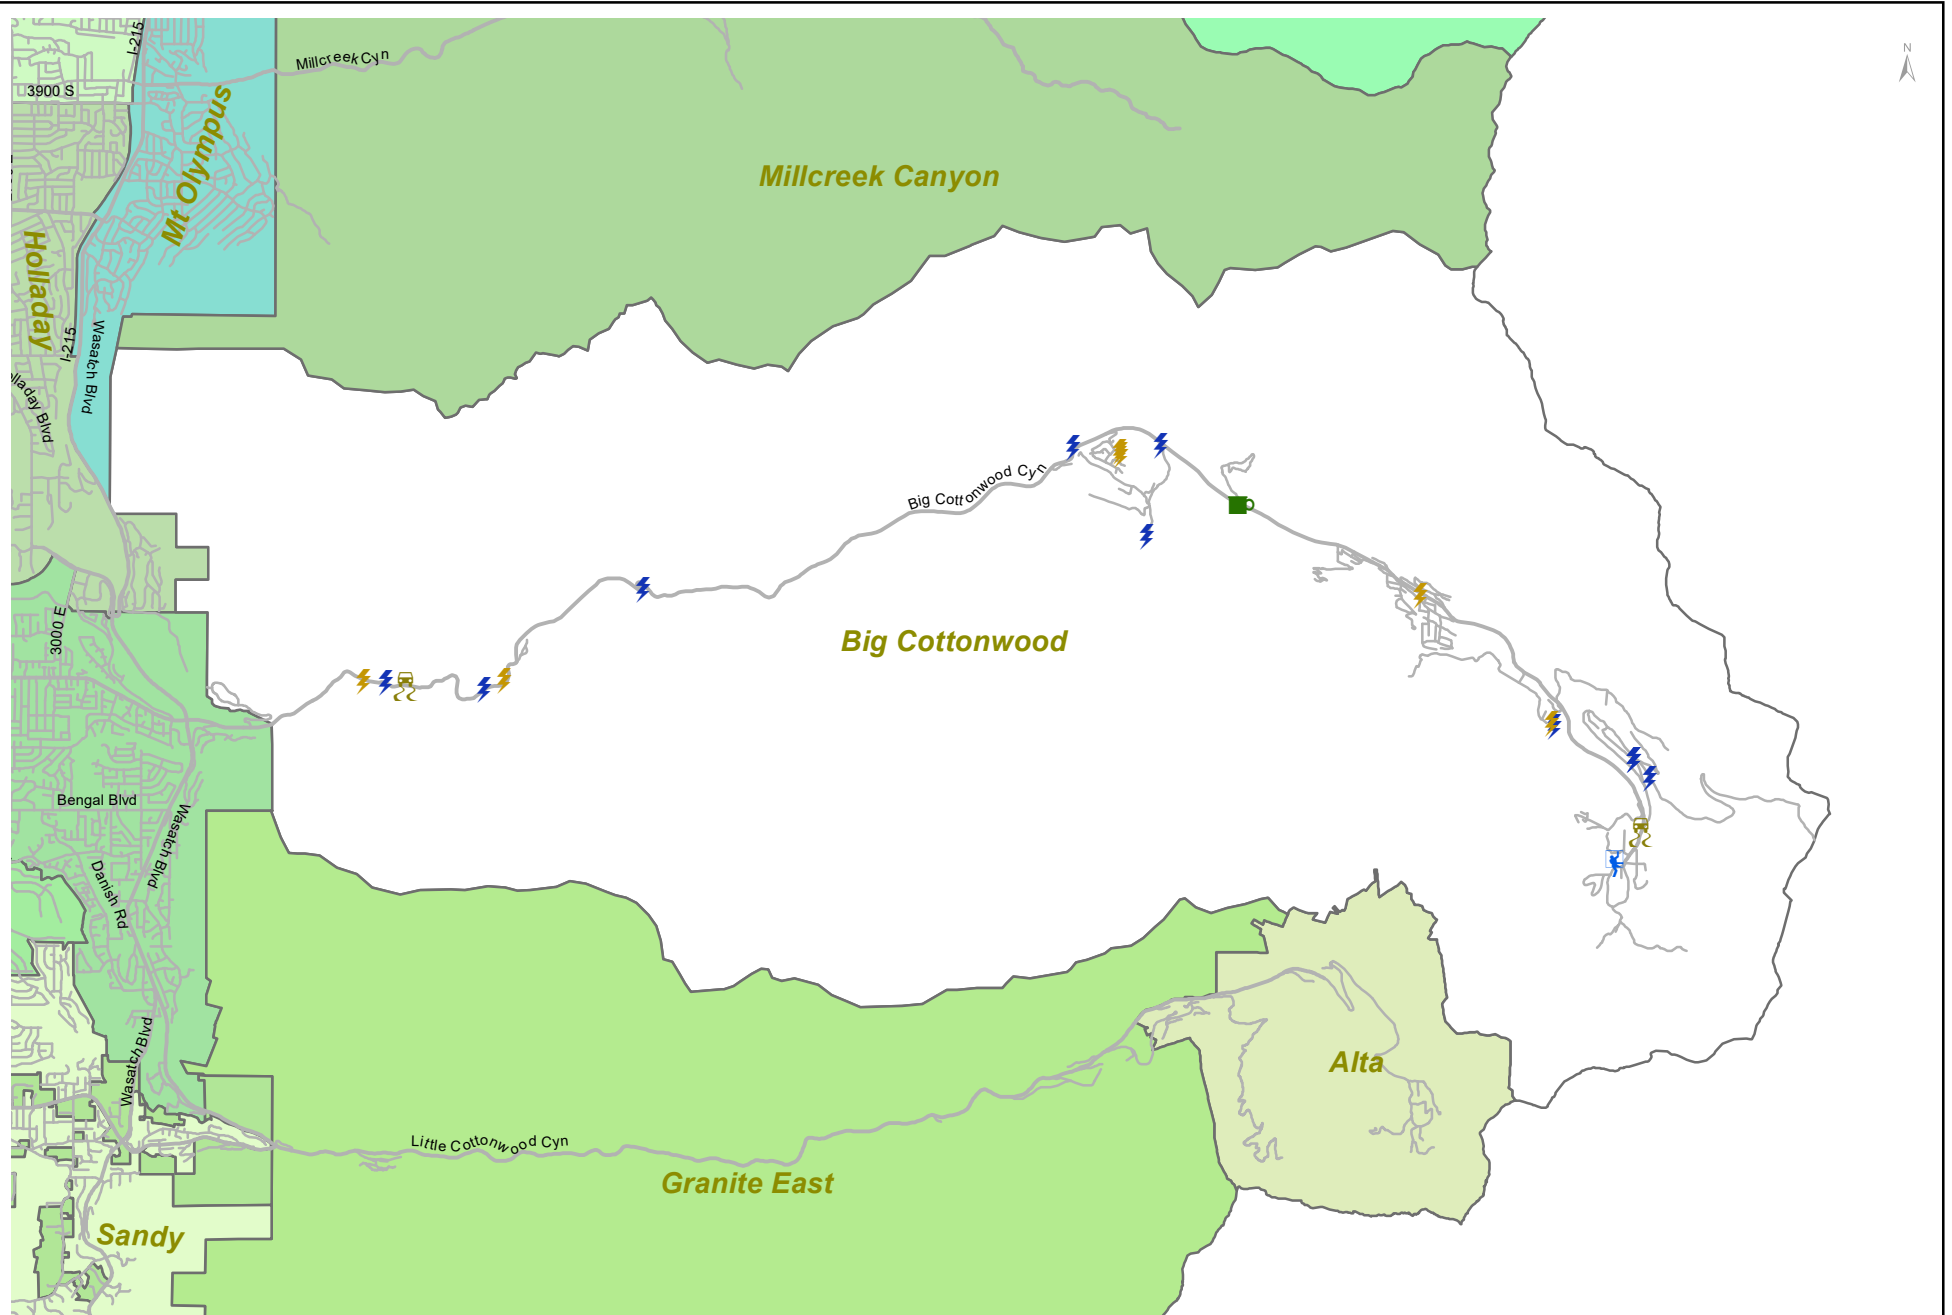 N
I-215
Millcreek Cyn
3900 S
Mt Olympus
Millcreek Canyon
Holladay
I-215
Wasatch Blvd
lladay Blvd
Big Cottonwood Cyn
3000 E
Big Cottonwood
Bengal Blvd
Wasatch Blvd
Danish Rd
Wasatch Blvd
Alta
Little Cottonwood Cyn
Granite East
Sandy